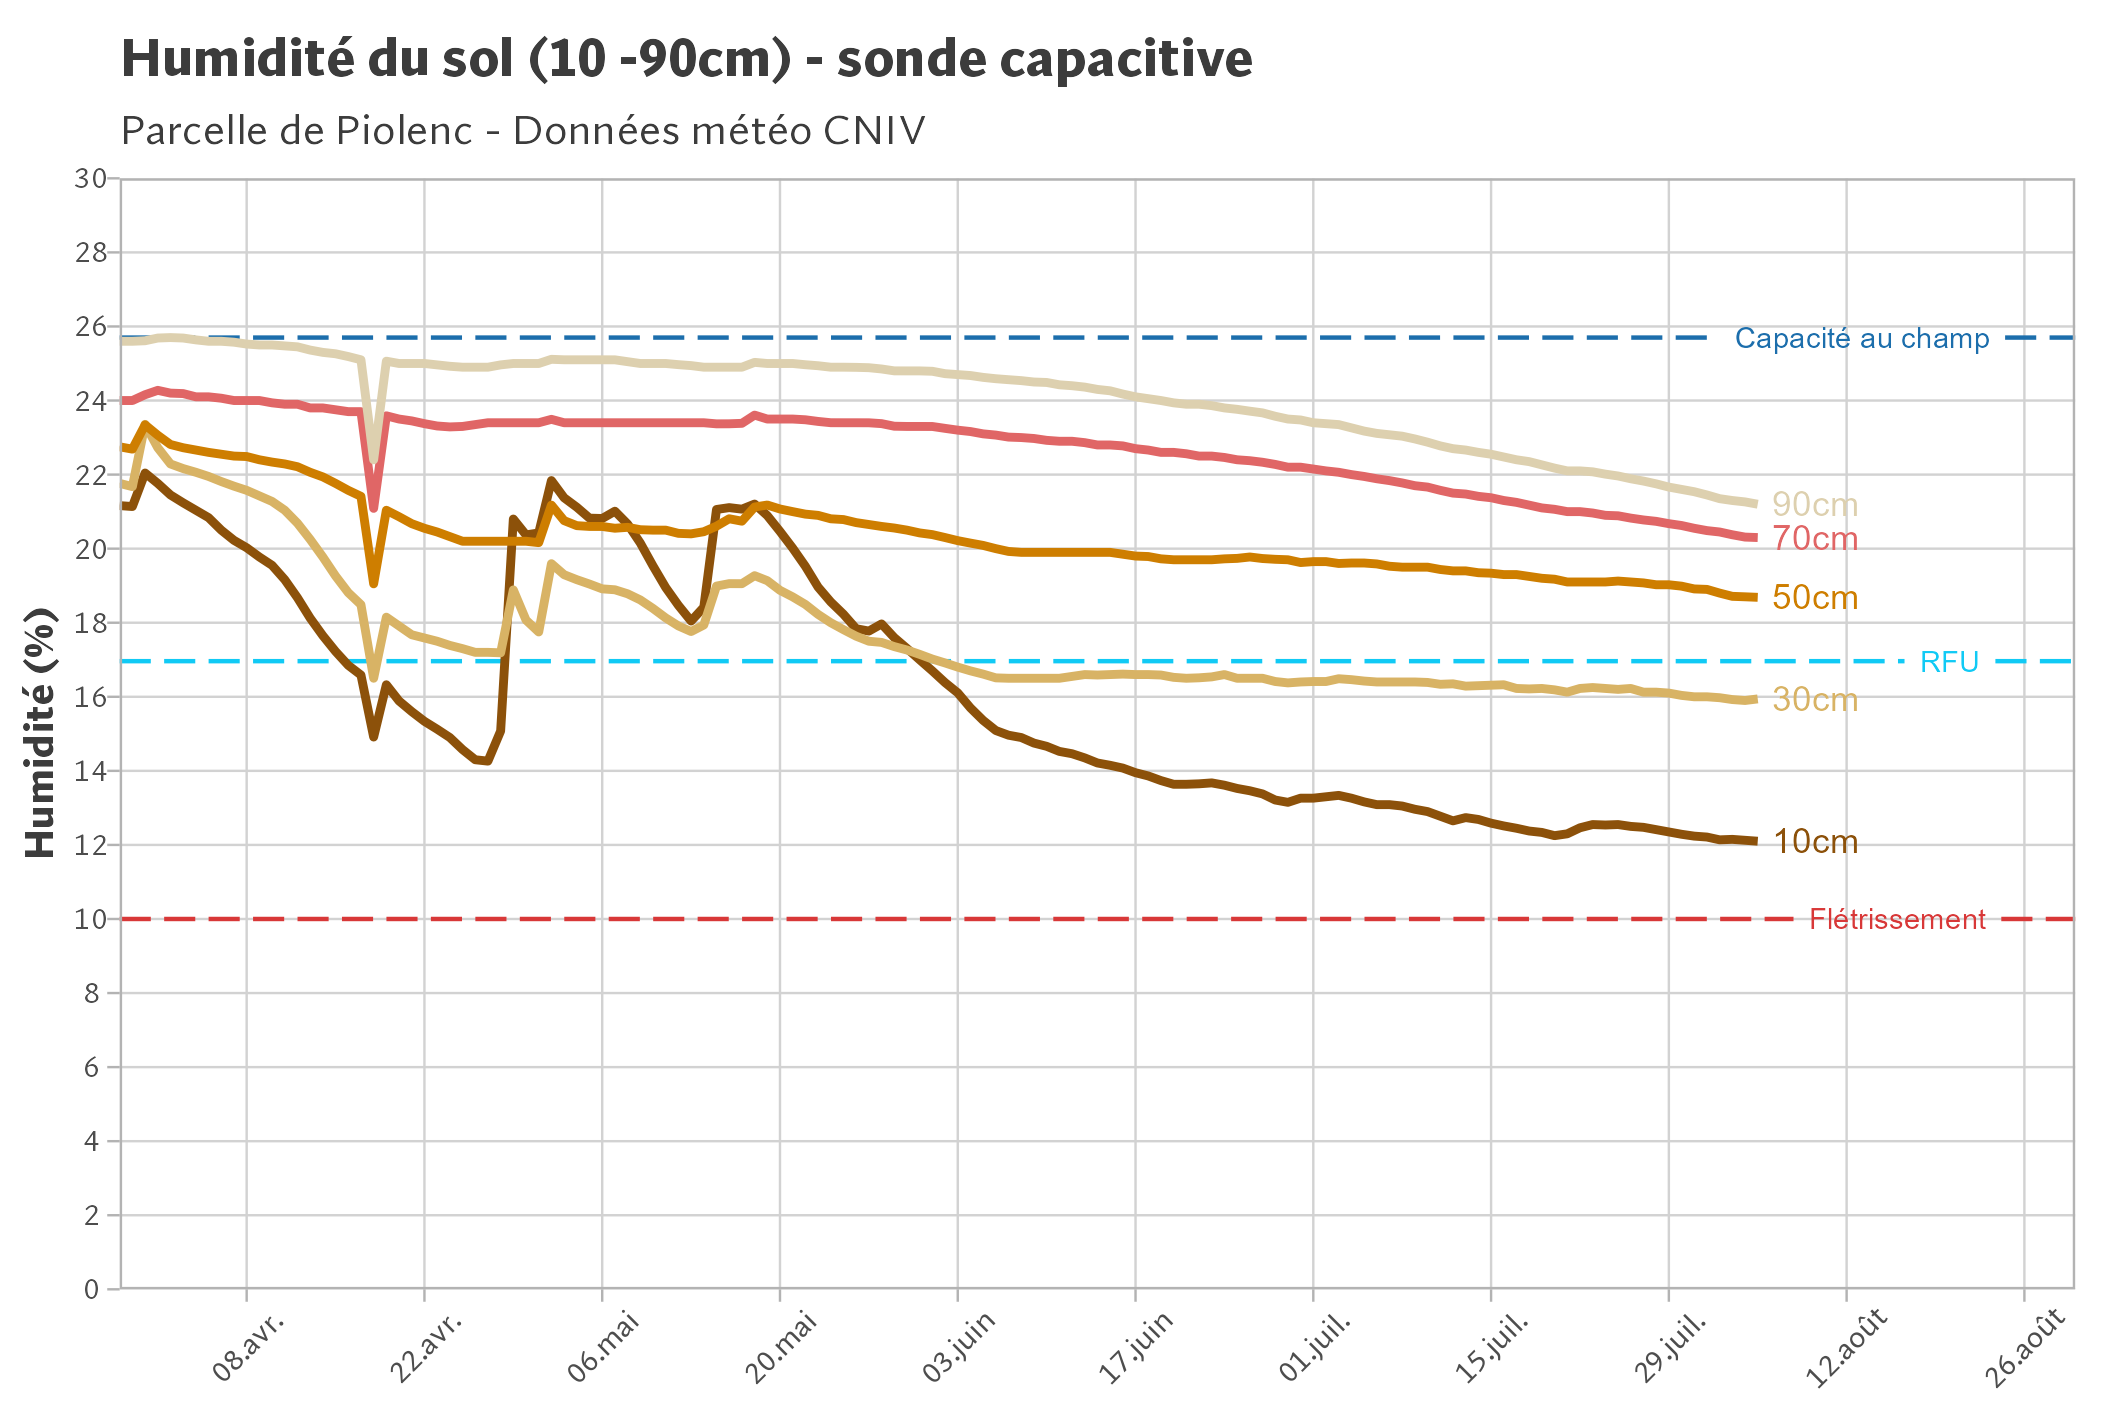 Humidité du sol (10 -90cm) - sonde capacitive
Parcelle de Piolenc - Données météo CNIV
Humidité (%)
30
28
26
24
22
20
18
16
14
12
10
8
6
4
2
0
Capacité au champ
90cm
70cm
50cm
RFU
30cm
10cm
Flétrissement
08.avr.
22.avr.
06.mai
20.mai
03.juin
17.juin
01.juil.
15.juil.
29.juil.
12.août
26.août